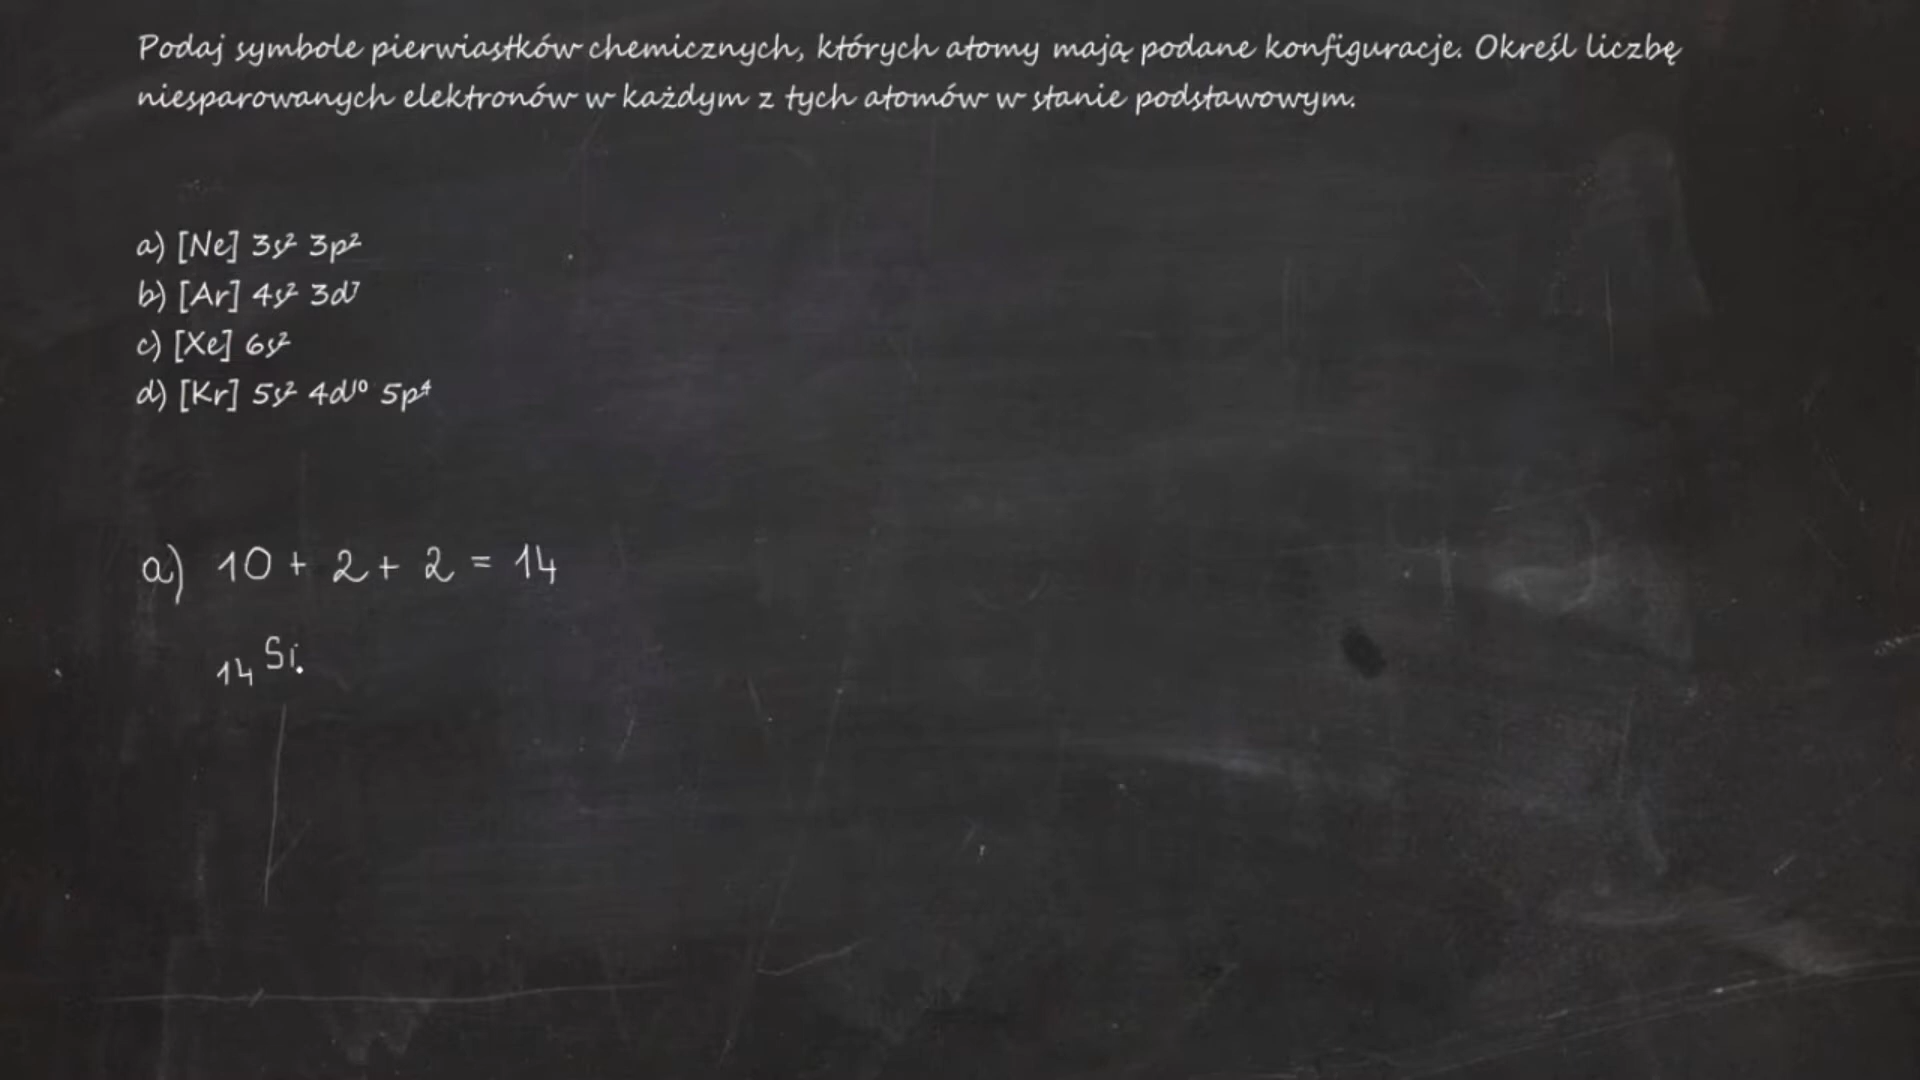 Podaj symbole pierwiastków chemicznych, których atomy mają podane konfiguracje. Określ liczbę
niesparowanych elektronów w każdym z tych atomów w stanie podstawowym.
a) [Ne] 3s² 3p²
b) [Ar] 4s² 3d⁷
c) [Xe] 6s²
d) [Kr] 5s² 4d¹⁰ 5p⁴
a) 10 + 2 + 2 = 14
₁₄Si